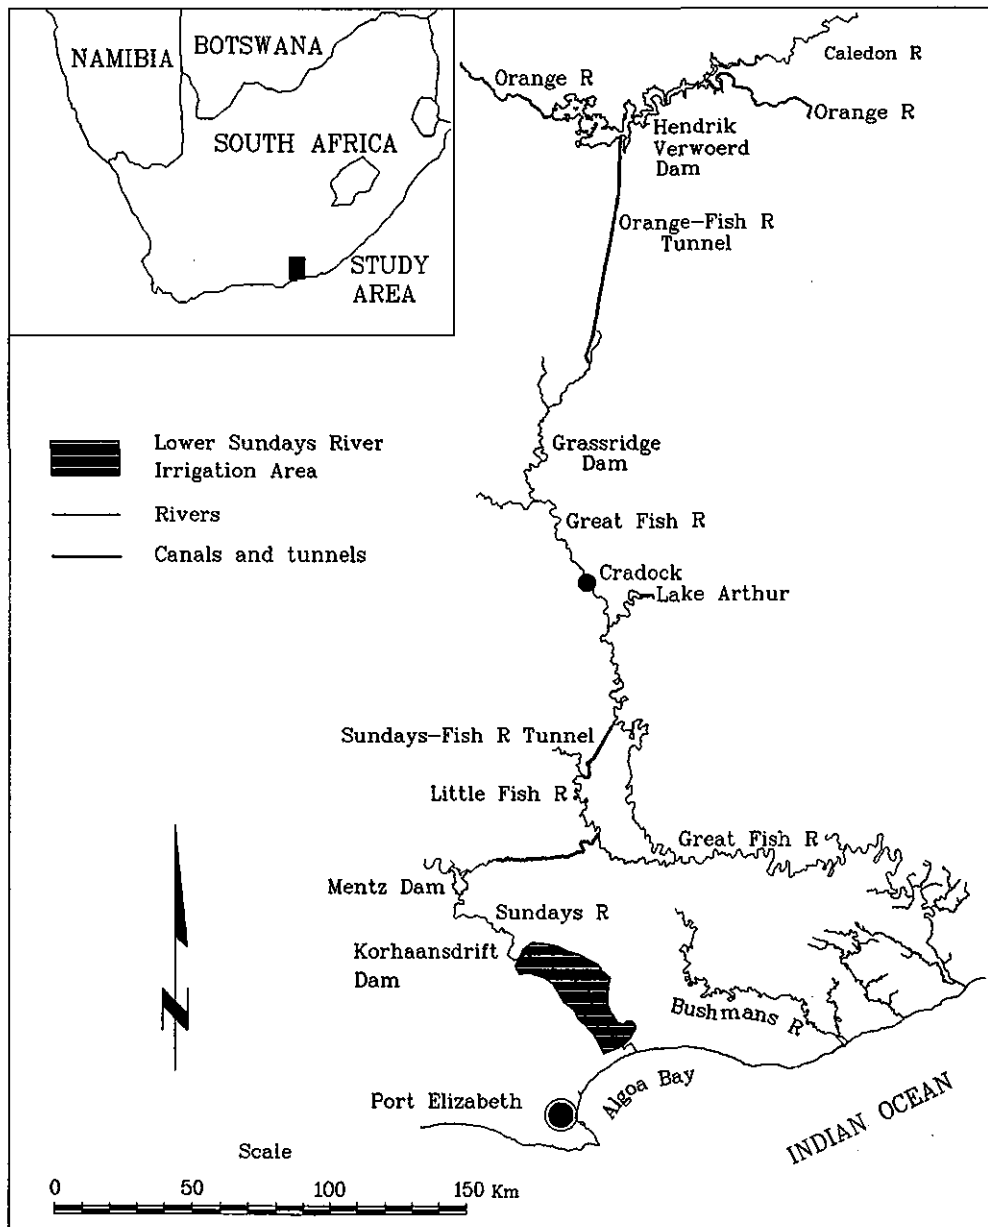 NAMIBIA
BOTSWANA
SOUTH AFRICA
STUDY
AREA
Caledon R
Orange R
Orange R
Hendrik
Verwoerd
Dam
Orange-Fish R
Tunnel
Lower Sundays River
Irrigation Area
Rivers
Canals and tunnels
Grassridge
Dam
Great Fish R
Cradock
Lake Arthur
Sundays-Fish R Tunnel
Little Fish R
Great Fish R
Mentz Dam
Sundays R
Korhaansdrift
Dam
Bushmans R
Algoa Bay
Port Elizabeth
INDIAN OCEAN
N
Scale
0 50 100 150 Km